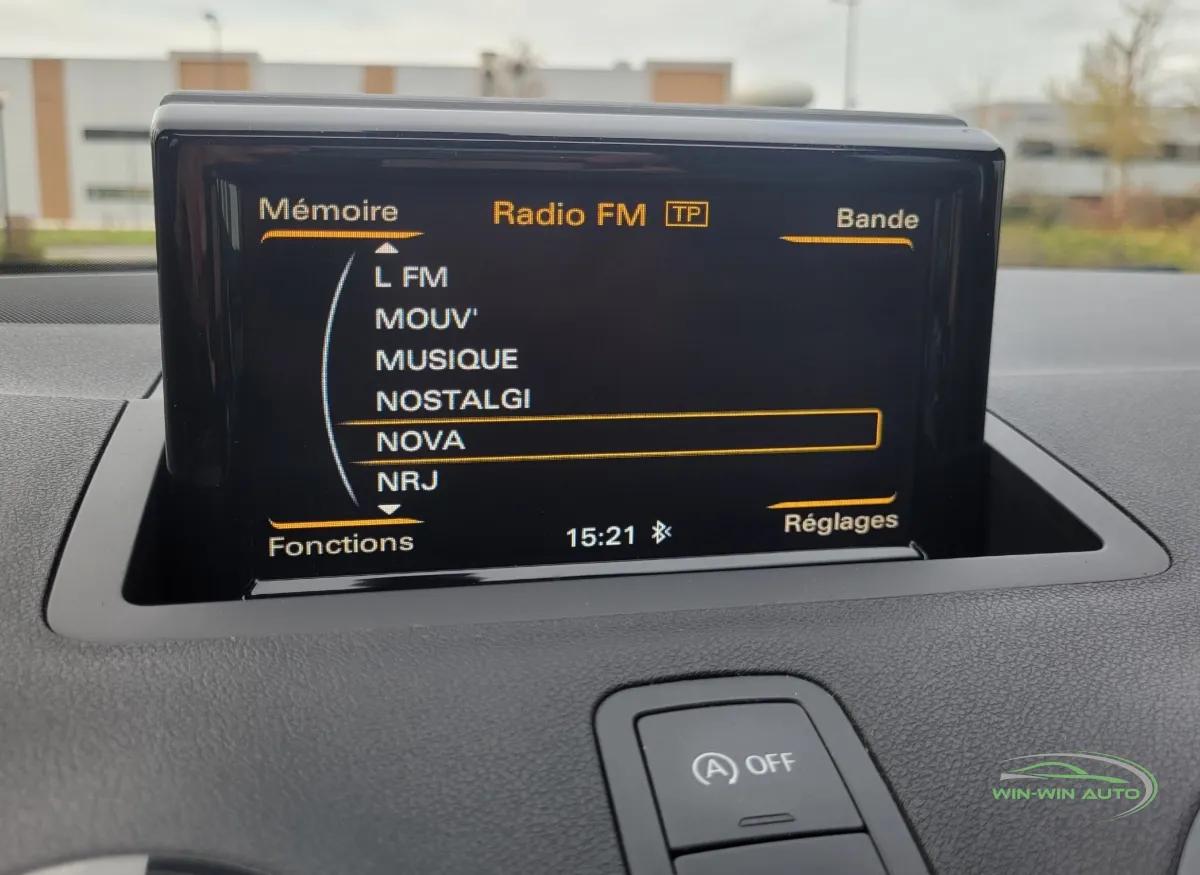 Mémoire Radio FM TP Bande
L FM
MOUV'
MUSIQUE
NOSTALGI
NOVA
NRJ
Fonctions 15:21 Réglages
A OFF
WIN-WIN AUTO